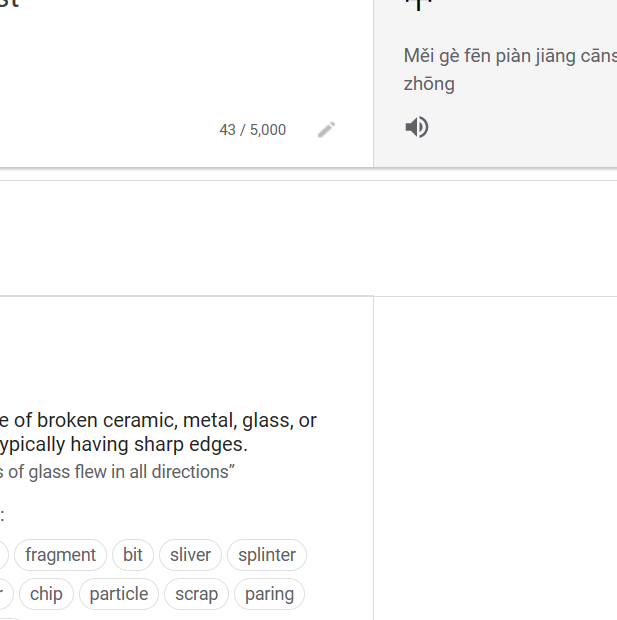 Měi gè fēn piàn jiāng cāns
zhōng
43 / 5,000
e of broken ceramic, metal, glass, or
ypically having sharp edges.
s of glass flew in all directions”
:
fragment bit sliver splinter
r chip particle scrap paring